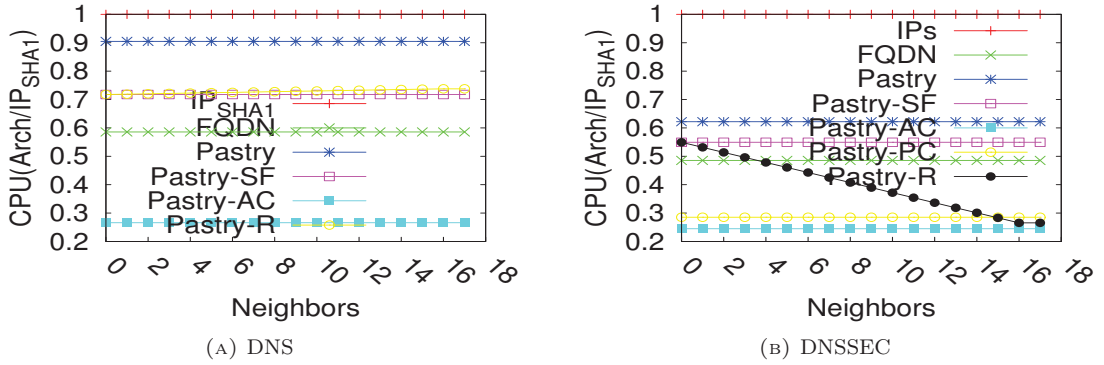 CPU(Arch/IP_SHA1)
1
0.9
0.8
0.7
0.6
0.5
0.4
0.3
0.2
IP_SHA1
FQDN
Pastry
Pastry-SF
Pastry-AC
Pastry-R
0 2 4 6 8 10 12 14 16 18
Neighbors
(A) DNS
CPU(Arch/IP_SHA1)
1
0.9
0.8
0.7
0.6
0.5
0.4
0.3
0.2
IPs
FQDN
Pastry
Pastry-SF
Pastry-AC
Pastry-PC
Pastry-R
0 2 4 6 8 10 12 14 16 18
Neighbors
(B) DNSSEC